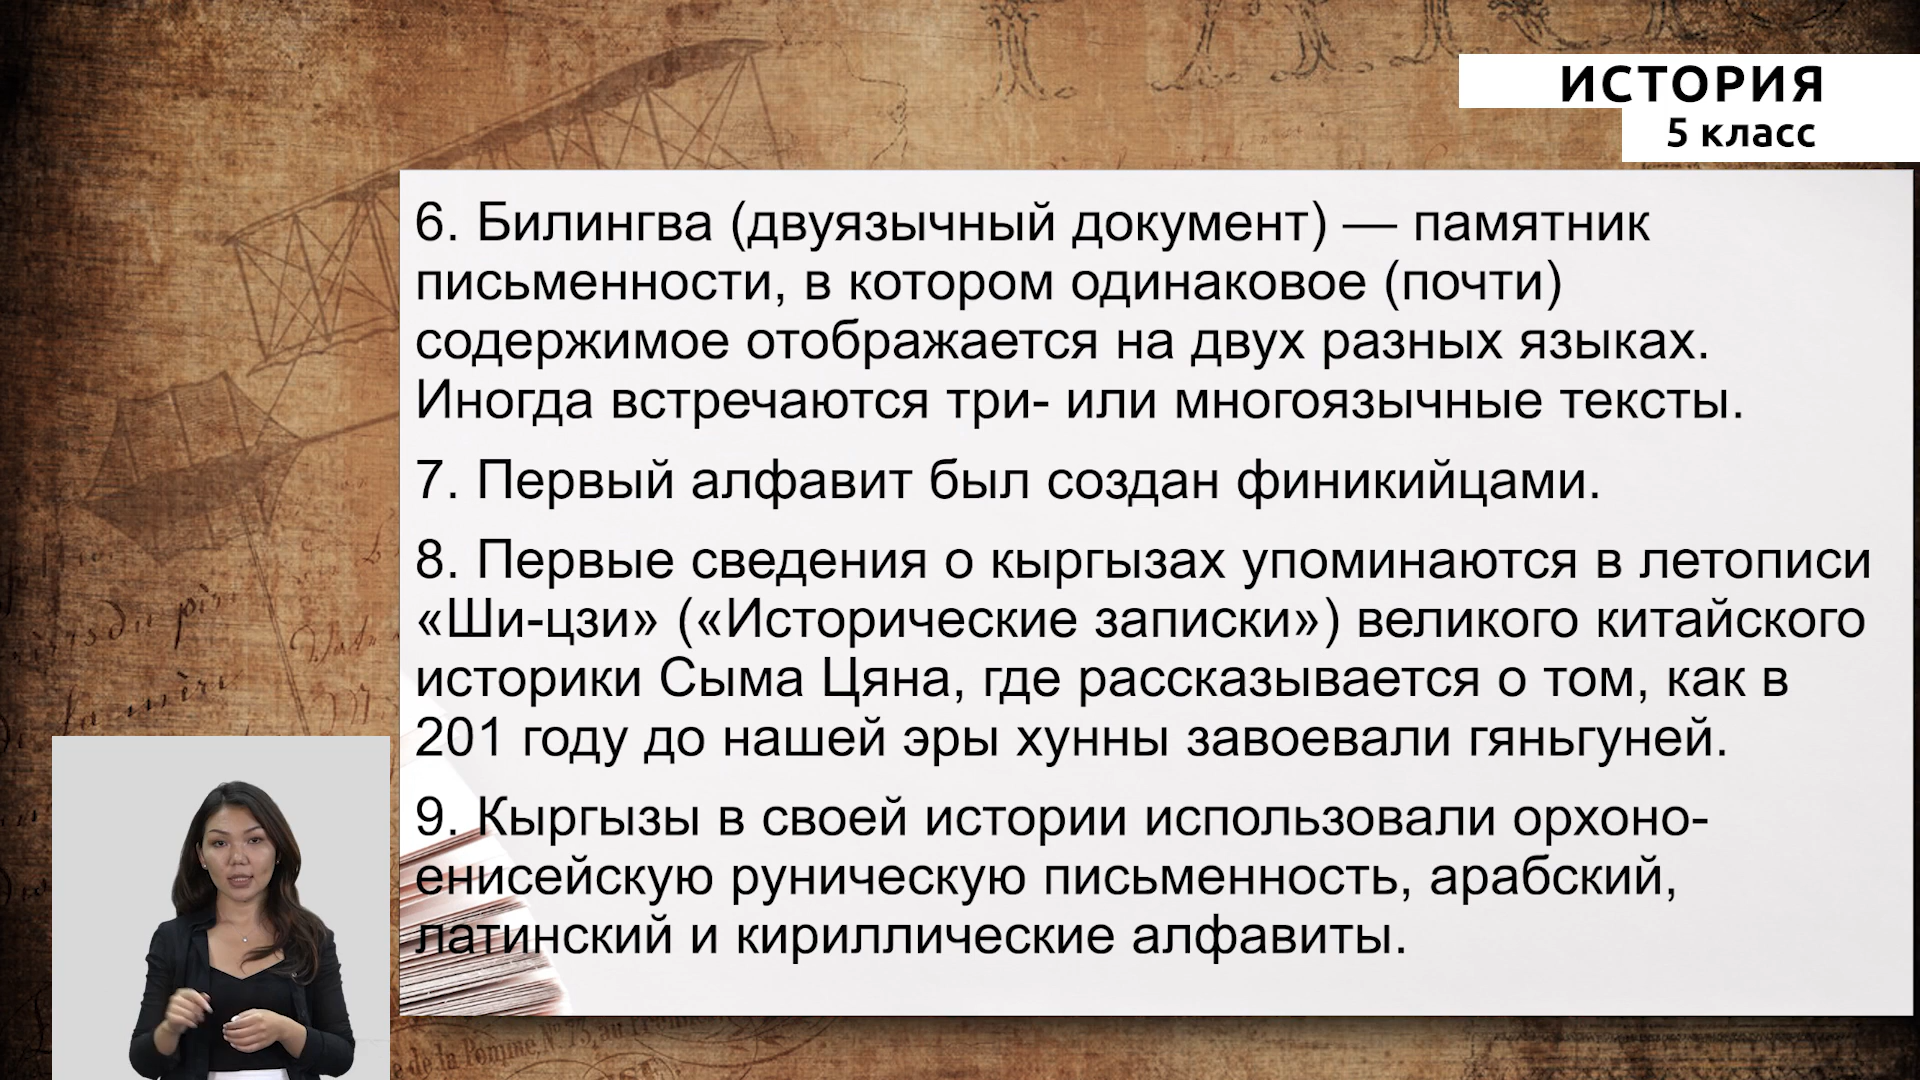 ИСТОРИЯ
5 класс
6. Билингва (двуязычный документ) — памятник
письменности, в котором одинаковое (почти)
содержимое отображается на двух разных языках.
Иногда встречаются три- или многоязычные тексты.
7. Первый алфавит был создан финикийцами.
8. Первые сведения о кыргызах упоминаются в летописи
«Ши-цзи» («Исторические записки») великого китайского
историки Сыма Цяна, где рассказывается о том, как в
201 году до нашей эры хунны завоевали гяньгуней.
9. Кыргызы в своей истории использовали орхоно-
енисейскую руническую письменность, арабский,
латинский и кириллические алфавиты.